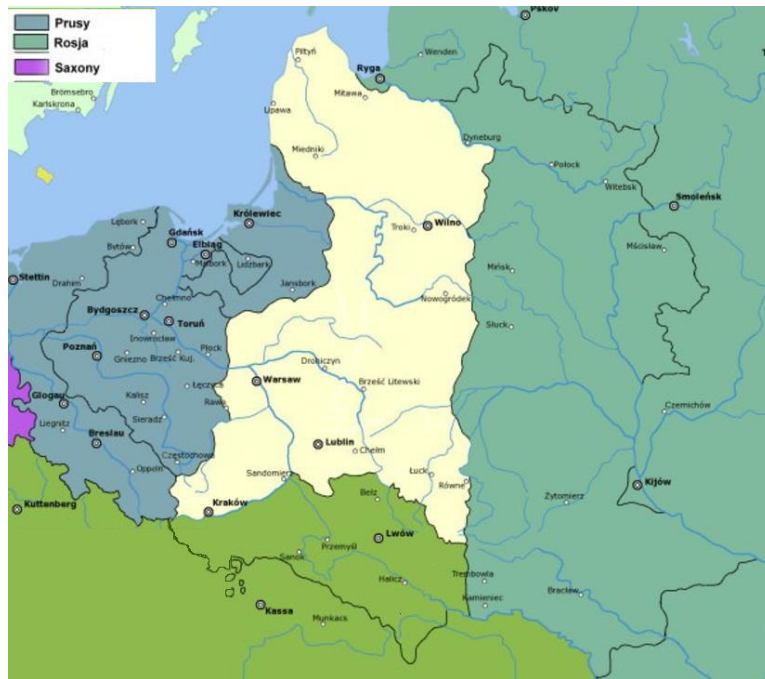 Prusy
Rosja
Saxony
Pskov
Piltyń
Wenden
Ryga
Brömsebro
Karlskrona
Mitawa
Lipawa
Dyneburg
Miedniki
Połock
Witebsk
Smoleńsk
Królewiec
Lębork
Gdańsk
Troki
Wilno
Bytów
Elbląg
Malbork
Lidzbark
Mścisław
Stettin
Drahim
Jansbork
Mińsk
Chełmno
Nowogródek
Bydgoszcz
Toruń
Słuck
Inowrocław
Poznań
Gniezno
Brześć Kuj.
Płock
Drohiczyn
Warsaw
Brześć Litewski
Łęczyca
Kalisz
Rawa
Glogau
Sieradz
Czernichów
Liegnitz
Breslau
Lublin
Chełm
Częstochowa
Oppeln
Sandomierz
Łuck
Równe
Kijów
Bełz
Żytomierz
Kuttenberg
Kraków
Lwów
Przemyśl
Sanok
Halicz
Trembowla
Kamieniec
Bracław
Kassa
Munkacs